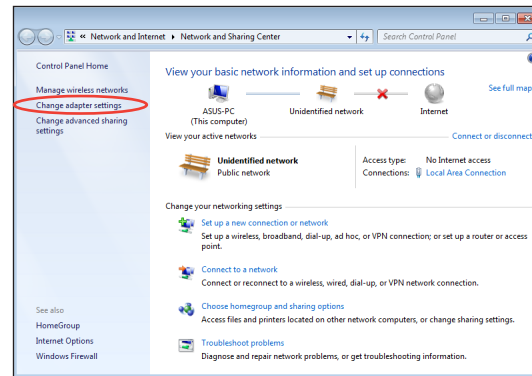 « Network and Internet ▸ Network and Sharing Center
Search Control Panel
Control Panel Home
Manage wireless networks
Change adapter settings
Change advanced sharing
settings
See also
HomeGroup
Internet Options
Windows Firewall
View your basic network information and set up connections
See full map
ASUS-PC
(This computer)
Unidentified network
Internet
View your active networks
Connect or disconnect
Unidentified network
Public network
Access type: No Internet access
Connections: Local Area Connection
Change your networking settings
Set up a new connection or network
Set up a wireless, broadband, dial-up, ad hoc, or VPN connection; or set up a router or access
point.
Connect to a network
Connect or reconnect to a wireless, wired, dial-up, or VPN network connection.
Choose homegroup and sharing options
Access files and printers located on other network computers, or change sharing settings.
Troubleshoot problems
Diagnose and repair network problems, or get troubleshooting information.